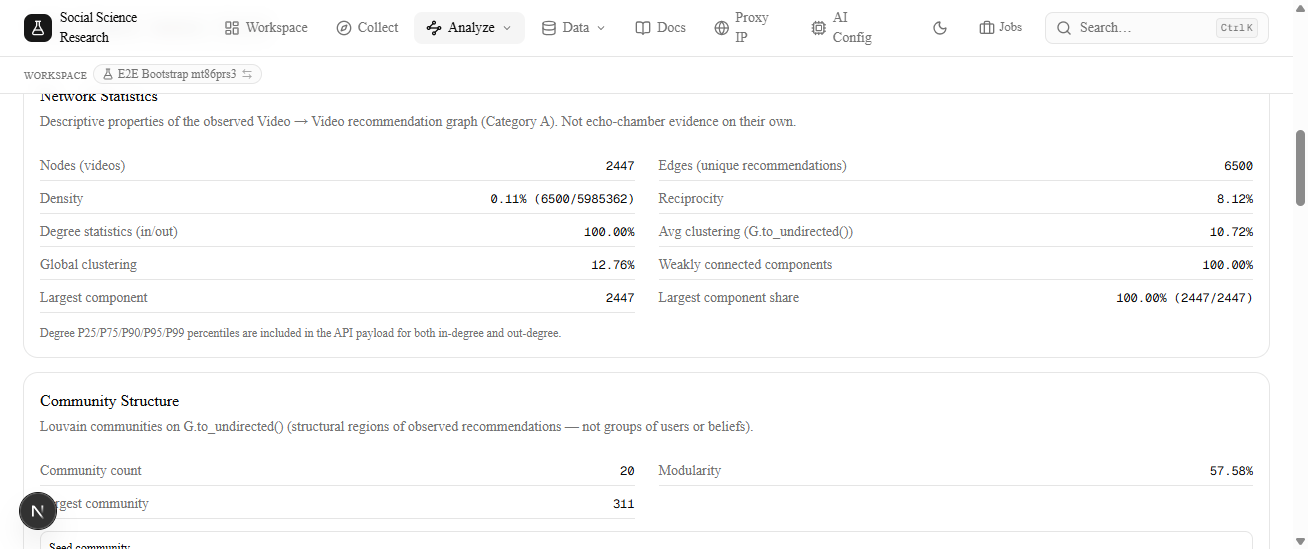 Social Science
Research
Workspace
Collect
Analyze
Data
Docs
Proxy
IP
AI
Config
Jobs
Search...
Ctrl K
WORKSPACE E2E Bootstrap mt86prs3
Network Statistics
Descriptive properties of the observed Video → Video recommendation graph (Category A). Not echo-chamber evidence on their own.
Nodes (videos) 2447 Edges (unique recommendations) 6500
Density 0.11% (6500/5985362) Reciprocity 8.12%
Degree statistics (in/out) 100.00% Avg clustering (G.to_undirected()) 10.72%
Global clustering 12.76% Weakly connected components 100.00%
Largest component 2447 Largest component share 100.00% (2447/2447)
Degree P25/P75/P90/P95/P99 percentiles are included in the API payload for both in-degree and out-degree.
Community Structure
Louvain communities on G.to_undirected() (structural regions of observed recommendations — not groups of users or beliefs).
Community count 20 Modularity 57.58%
rgest community 311
N
Seed community